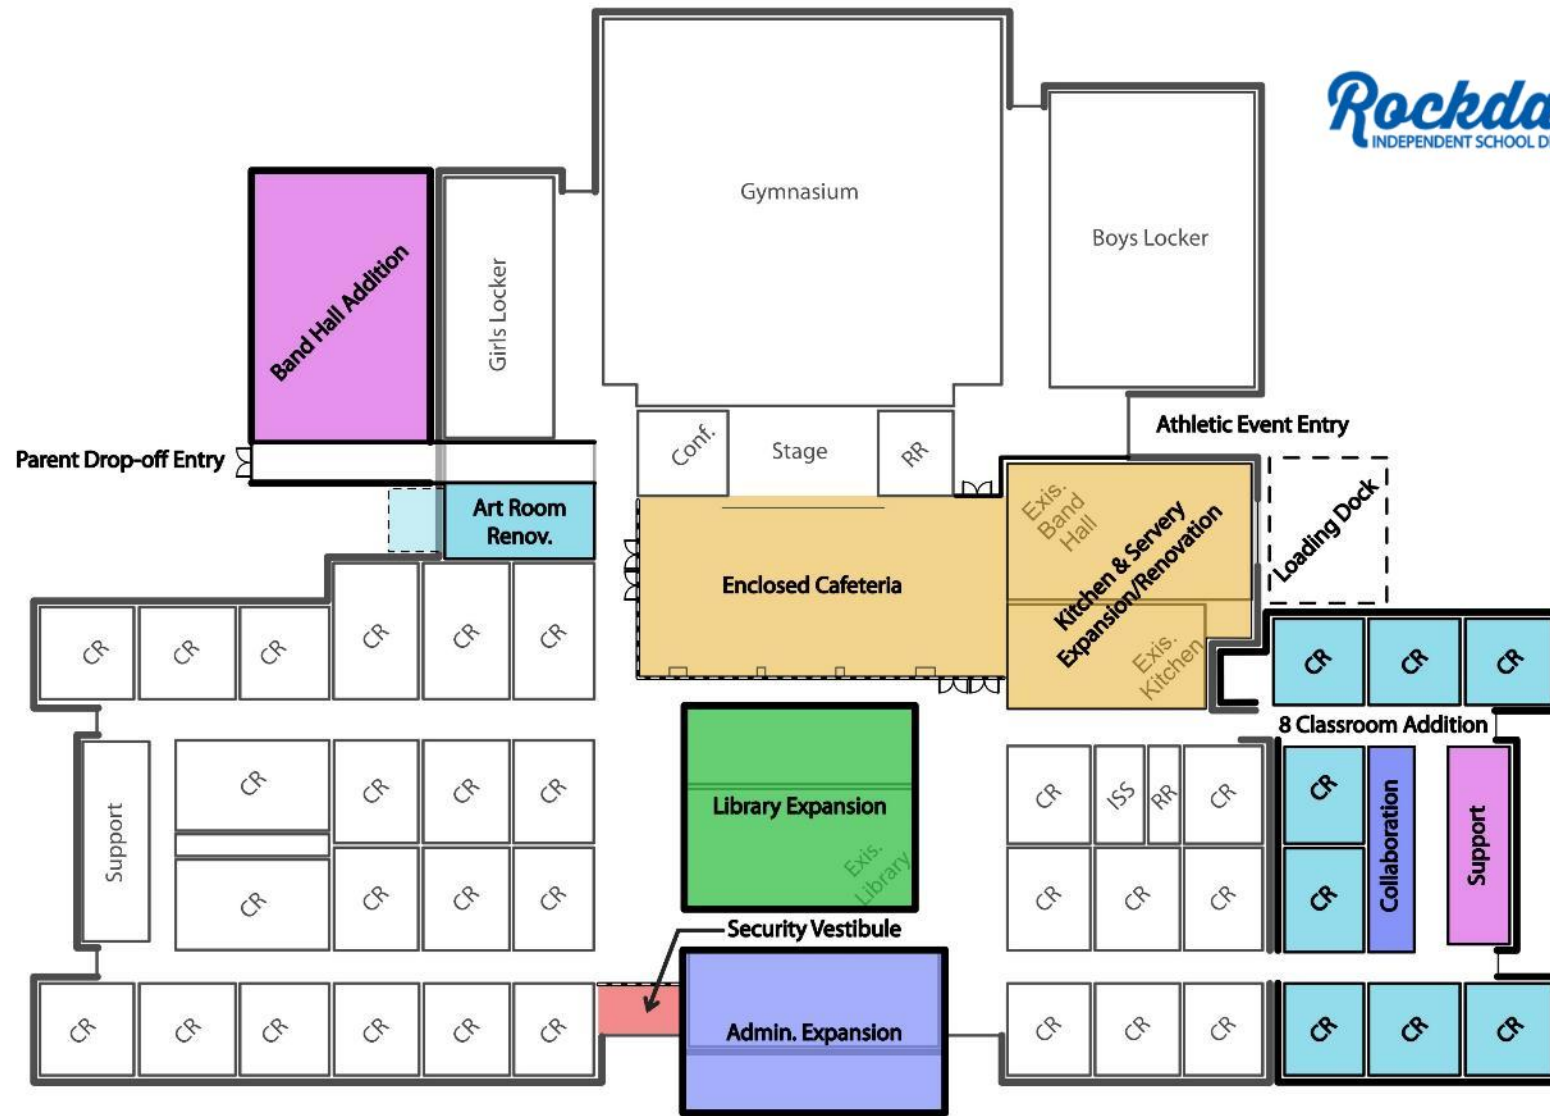 Rockda
INDEPENDENT SCHOOL DI
Gymnasium
Boys Locker
Band Hall Addition
Girls Locker
Athletic Event Entry
Parent Drop-off Entry
Conf.
Stage
RR
Art Room
Renov.
Exis.
Band
Hall
Kitchen & Servery
Expansion/Renovation
Loading Dock
Enclosed Cafeteria
Exis.
Kitchen
CR
CR
CR
CR
CR
CR
CR
CR
CR
8 Classroom Addition
Support
CR
CR
CR
CR
Library Expansion
CR
ISS
RR
CR
CR
Collaboration
Support
Exis.
Library
CR
CR
CR
CR
CR
CR
CR
CR
Security Vestibule
CR
CR
CR
CR
CR
CR
Admin. Expansion
CR
CR
CR
CR
CR
CR